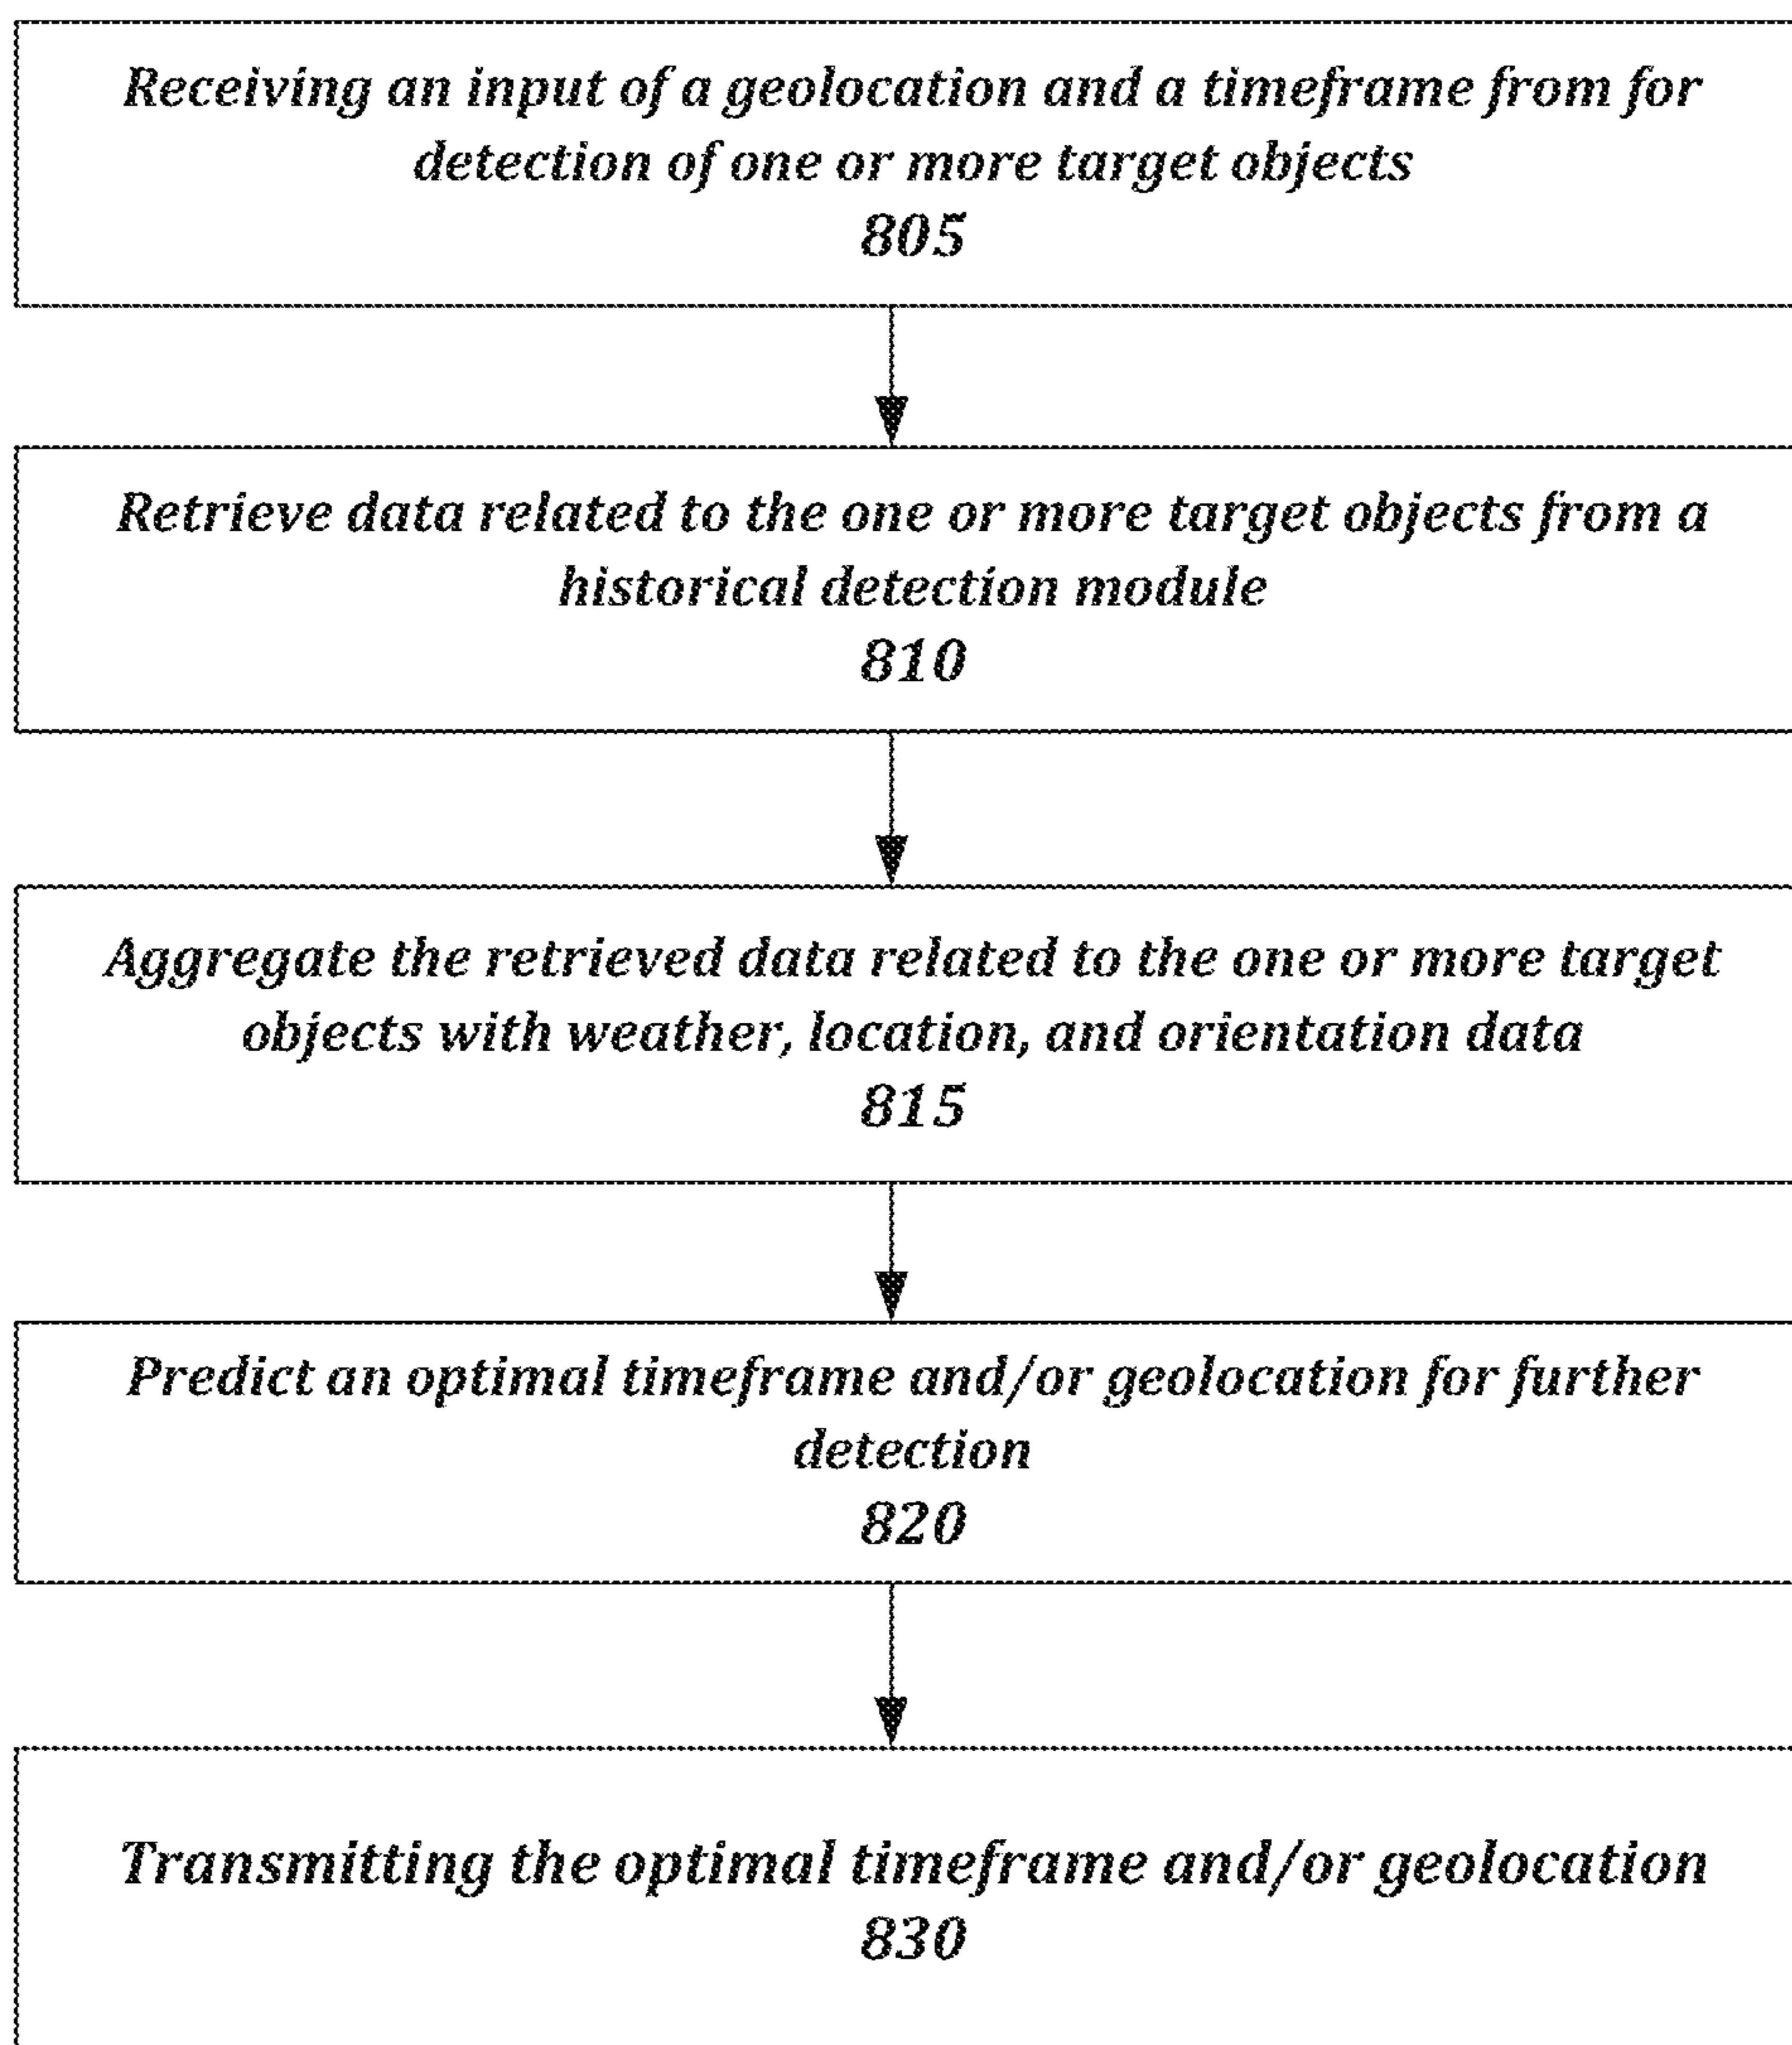 Receiving an input of a geolocation and a timeframe from for
detection of one or more target objects
805
Retrieve data related to the one or more target objects from a
historical detection module
810
Aggregate the retrieved data related to the one or more target
objects with weather, location, and orientation data
815
Predict an optimal timeframe and/or geolocation for further
detection
820
Transmitting the optimal timeframe and/or geolocation
830